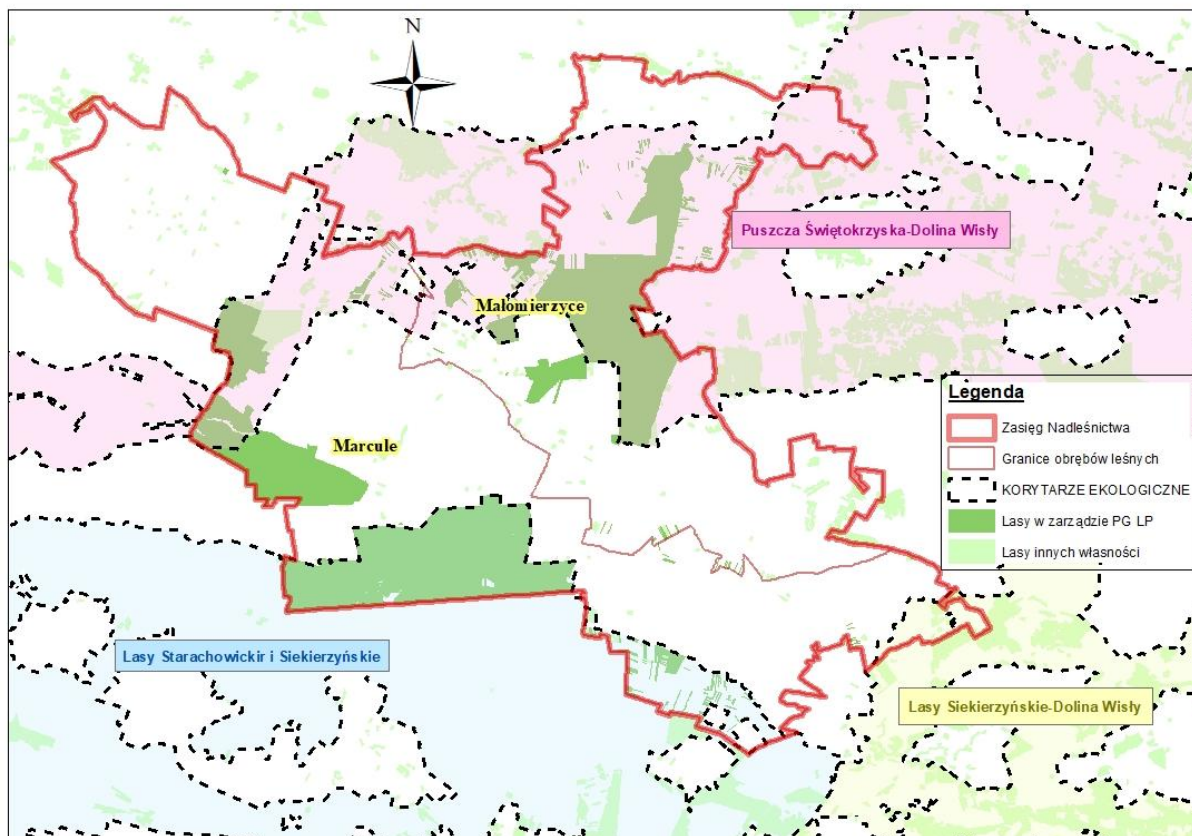 N
Puszcza Świętokrzyska-Dolina Wisły
Małomierzyce
Marcule
Legenda
Zasięg Nadleśnictwa
Granice obrębów leśnych
KORYTARZE EKOLOGICZNE
Lasy w zarządzie PG LP
Lasy innych własności
Lasy Starachowickir i Siekierzyńskie
Lasy Siekierzyńskie-Dolina Wisły